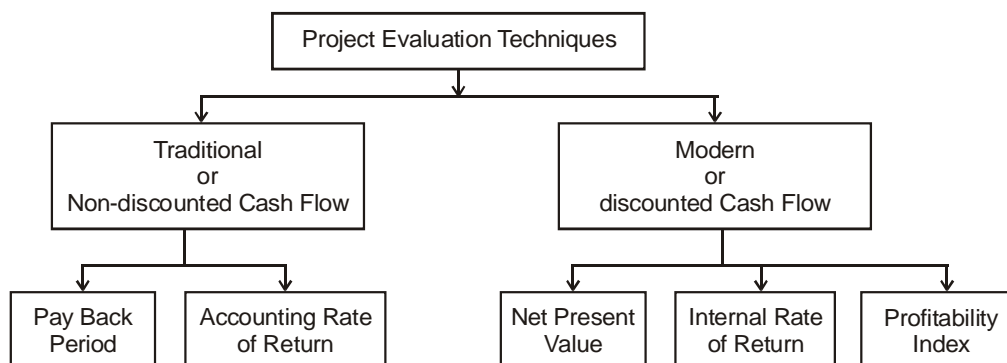 Project Evaluation Techniques
Traditional
or
Non-discounted Cash Flow
Modern
or
discounted Cash Flow
Pay Back
Period
Accounting Rate
of Return
Net Present
Value
Internal Rate
of Return
Profitability
Index